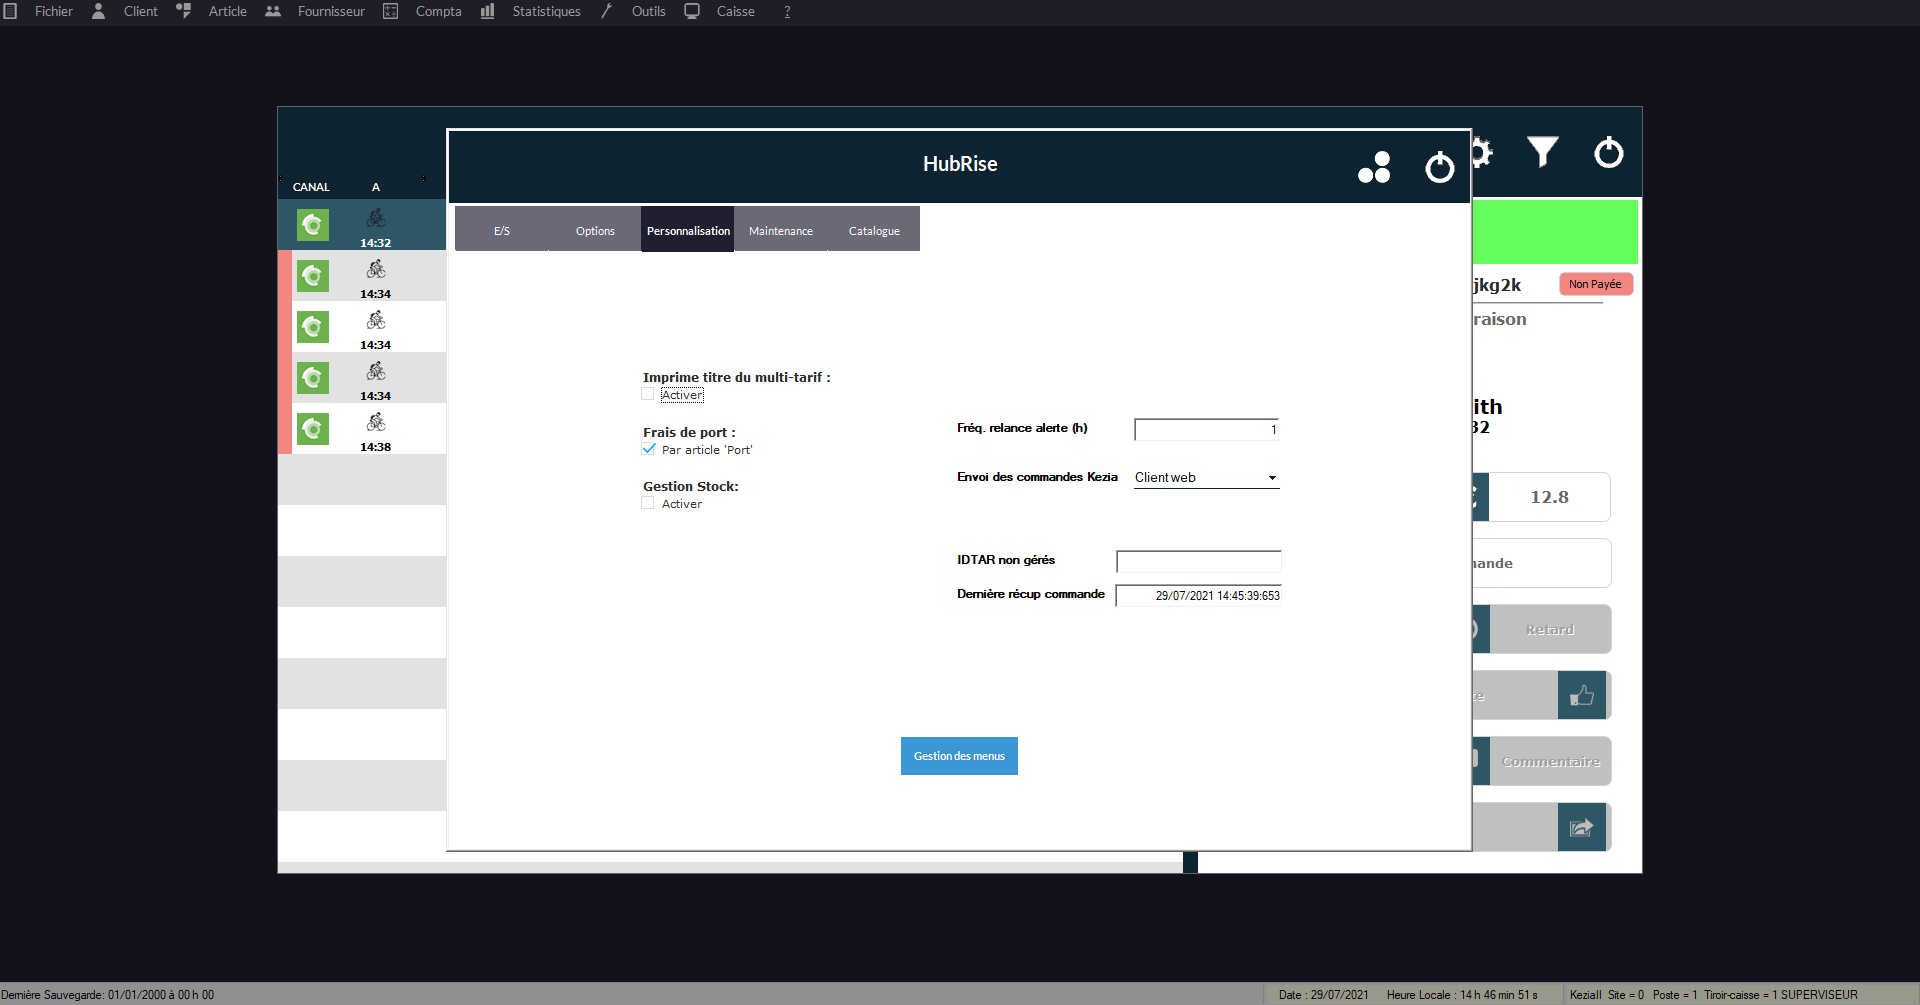 Fichier Client Article Fournisseur Compta Statistiques Outils Caisse ?
HubRise
CANAL A
E/S Options Personnalisation Maintenance Catalogue
14:32
14:34
14:34
14:34
14:38
jkg2k Non Payée
raison
Imprime titre du multi-tarif :
Activer
Frais de port :
Par article 'Port'
Gestion Stock:
Activer
Fréq. relance alerte (h) 1
Envoi des commandes Kezia Client web
IDTAR non gérés
Dernière récup commande 29/07/2021 14:45:39:653
Gestion des menus
ith
32
12.8
mande
Retard
te
Commentaire
Dernière Sauvegarde: 01/01/2000 à 00 h 00
Date : 29/07/2021 Heure Locale : 14 h 46 min 51 s KeziaII Site = 0 Poste = 1 Tiroir-caisse = 1 SUPERVISEUR